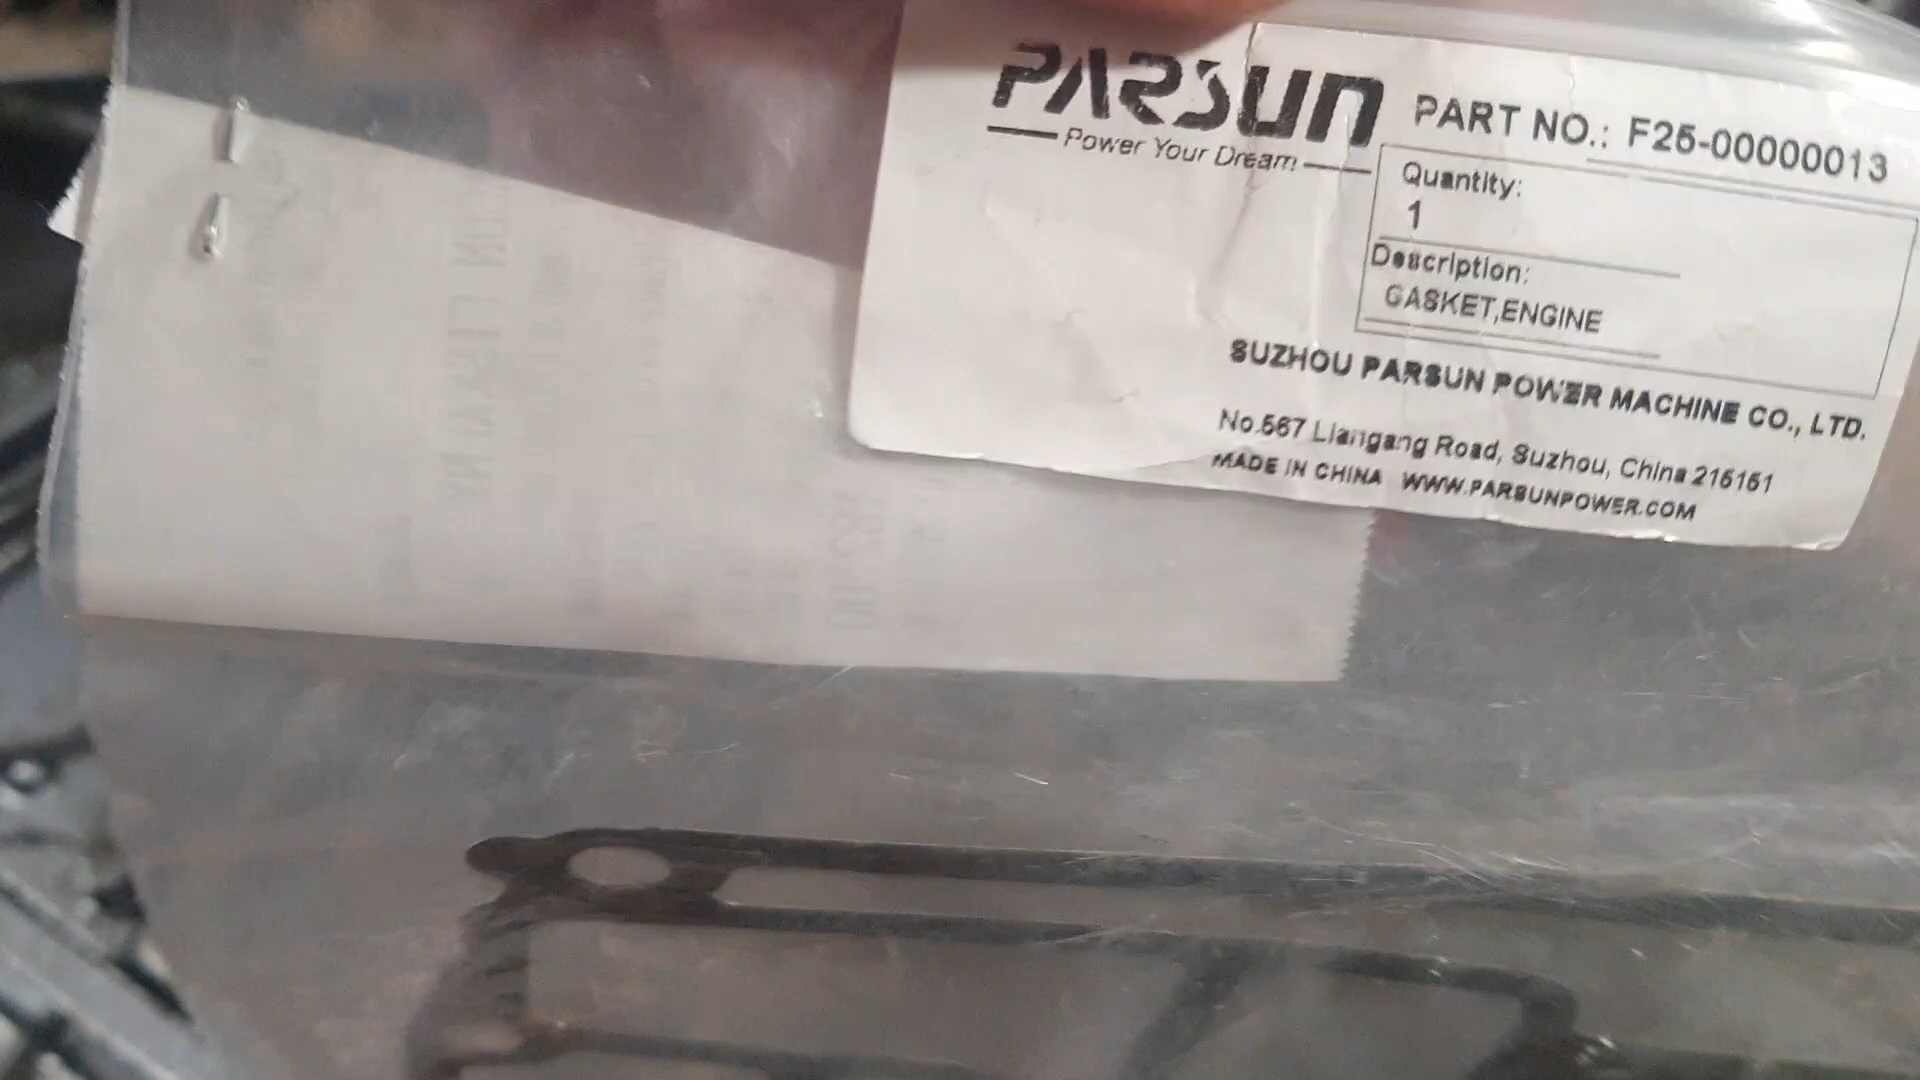 PARSUN
Power Your Dream
PART NO.: F25-00000013
Quantity:
1
Description:
GASKET,ENGINE
SUZHOU PARSUN POWER MACHINE CO., LTD.
No.567 Liangang Road, Suzhou, China 215151
MADE IN CHINA WWW.PARSUNPOWER.COM